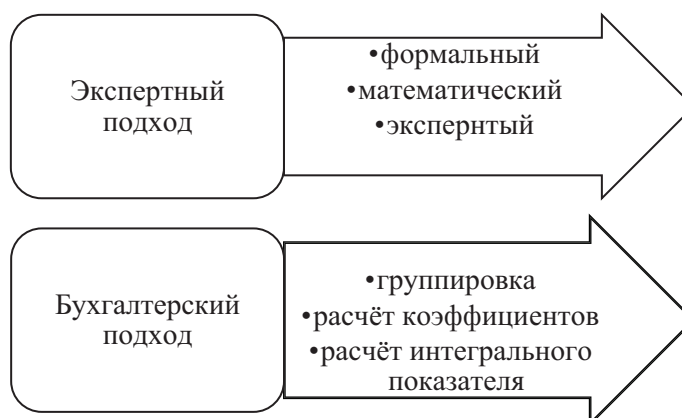 Экспертный
подход
•формальный
•математический
•экспернтый
Бухгалтерский
подход
•группировка
•расчёт коэффициентов
•расчёт интегрального
показателя